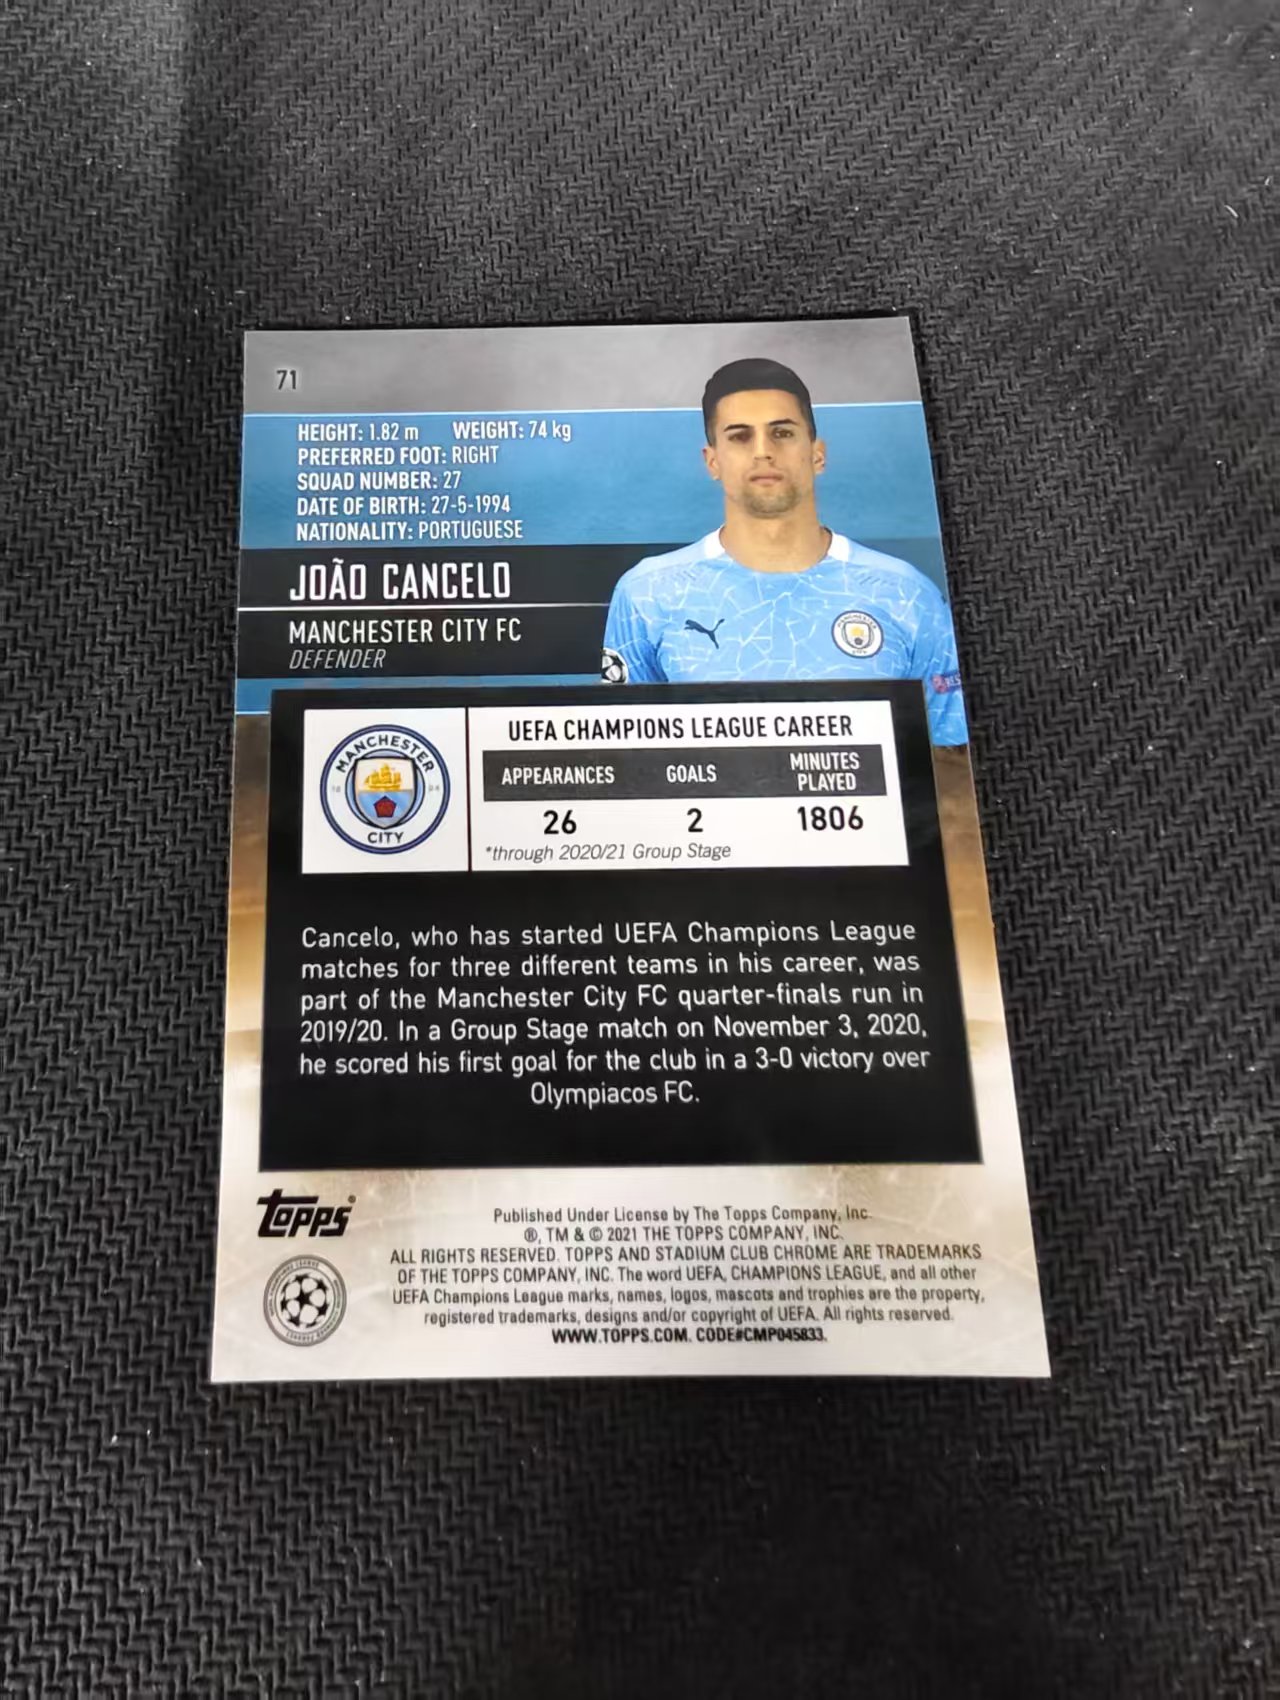 71
HEIGHT: 1.82 m WEIGHT: 74 kg
PREFERRED FOOT: RIGHT
SQUAD NUMBER: 27
DATE OF BIRTH: 27-5-1994
NATIONALITY: PORTUGUESE
JOÃO CANCELO
MANCHESTER CITY FC
DEFENDER
MANCHESTER
CITY
UEFA CHAMPIONS LEAGUE CAREER
APPEARANCES GOALS MINUTES PLAYED
26 2 1806
*through 2020/21 Group Stage
Cancelo, who has started UEFA Champions League
matches for three different teams in his career, was
part of the Manchester City FC quarter-finals run in
2019/20. In a Group Stage match on November 3, 2020,
he scored his first goal for the club in a 3-0 victory over
Olympiacos FC.
topps®
Published Under License by The Topps Company, Inc.
®, TM & © 2021 THE TOPPS COMPANY, INC.
ALL RIGHTS RESERVED. TOPPS AND STADIUM CLUB CHROME ARE TRADEMARKS
OF THE TOPPS COMPANY, INC. The word UEFA, CHAMPIONS LEAGUE, and all other
UEFA Champions League marks, names, logos, mascots and trophies are the property,
registered trademarks, designs and/or copyright of UEFA. All rights reserved.
WWW.TOPPS.COM. CODE#CMP045833.